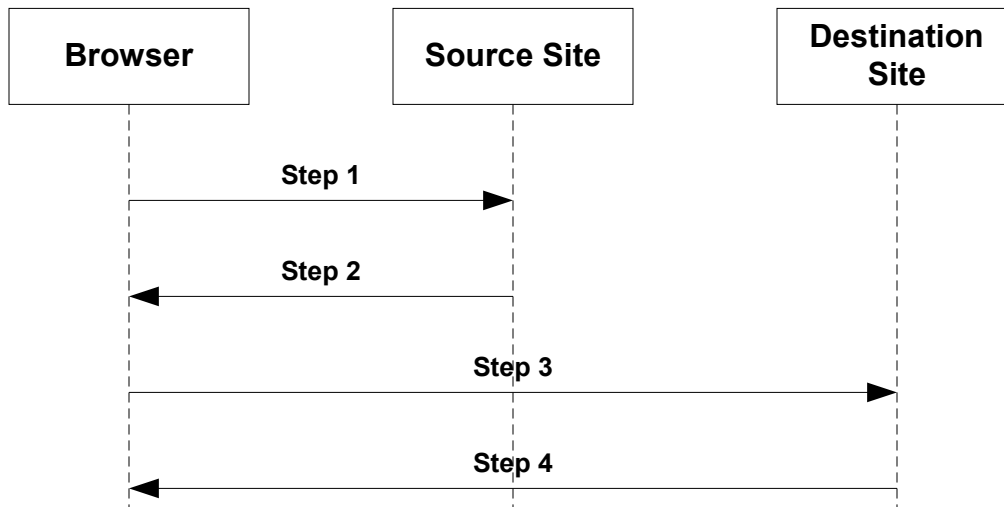 Browser
Source Site
Destination
Site
Step 1
Step 2
Step 3
Step 4